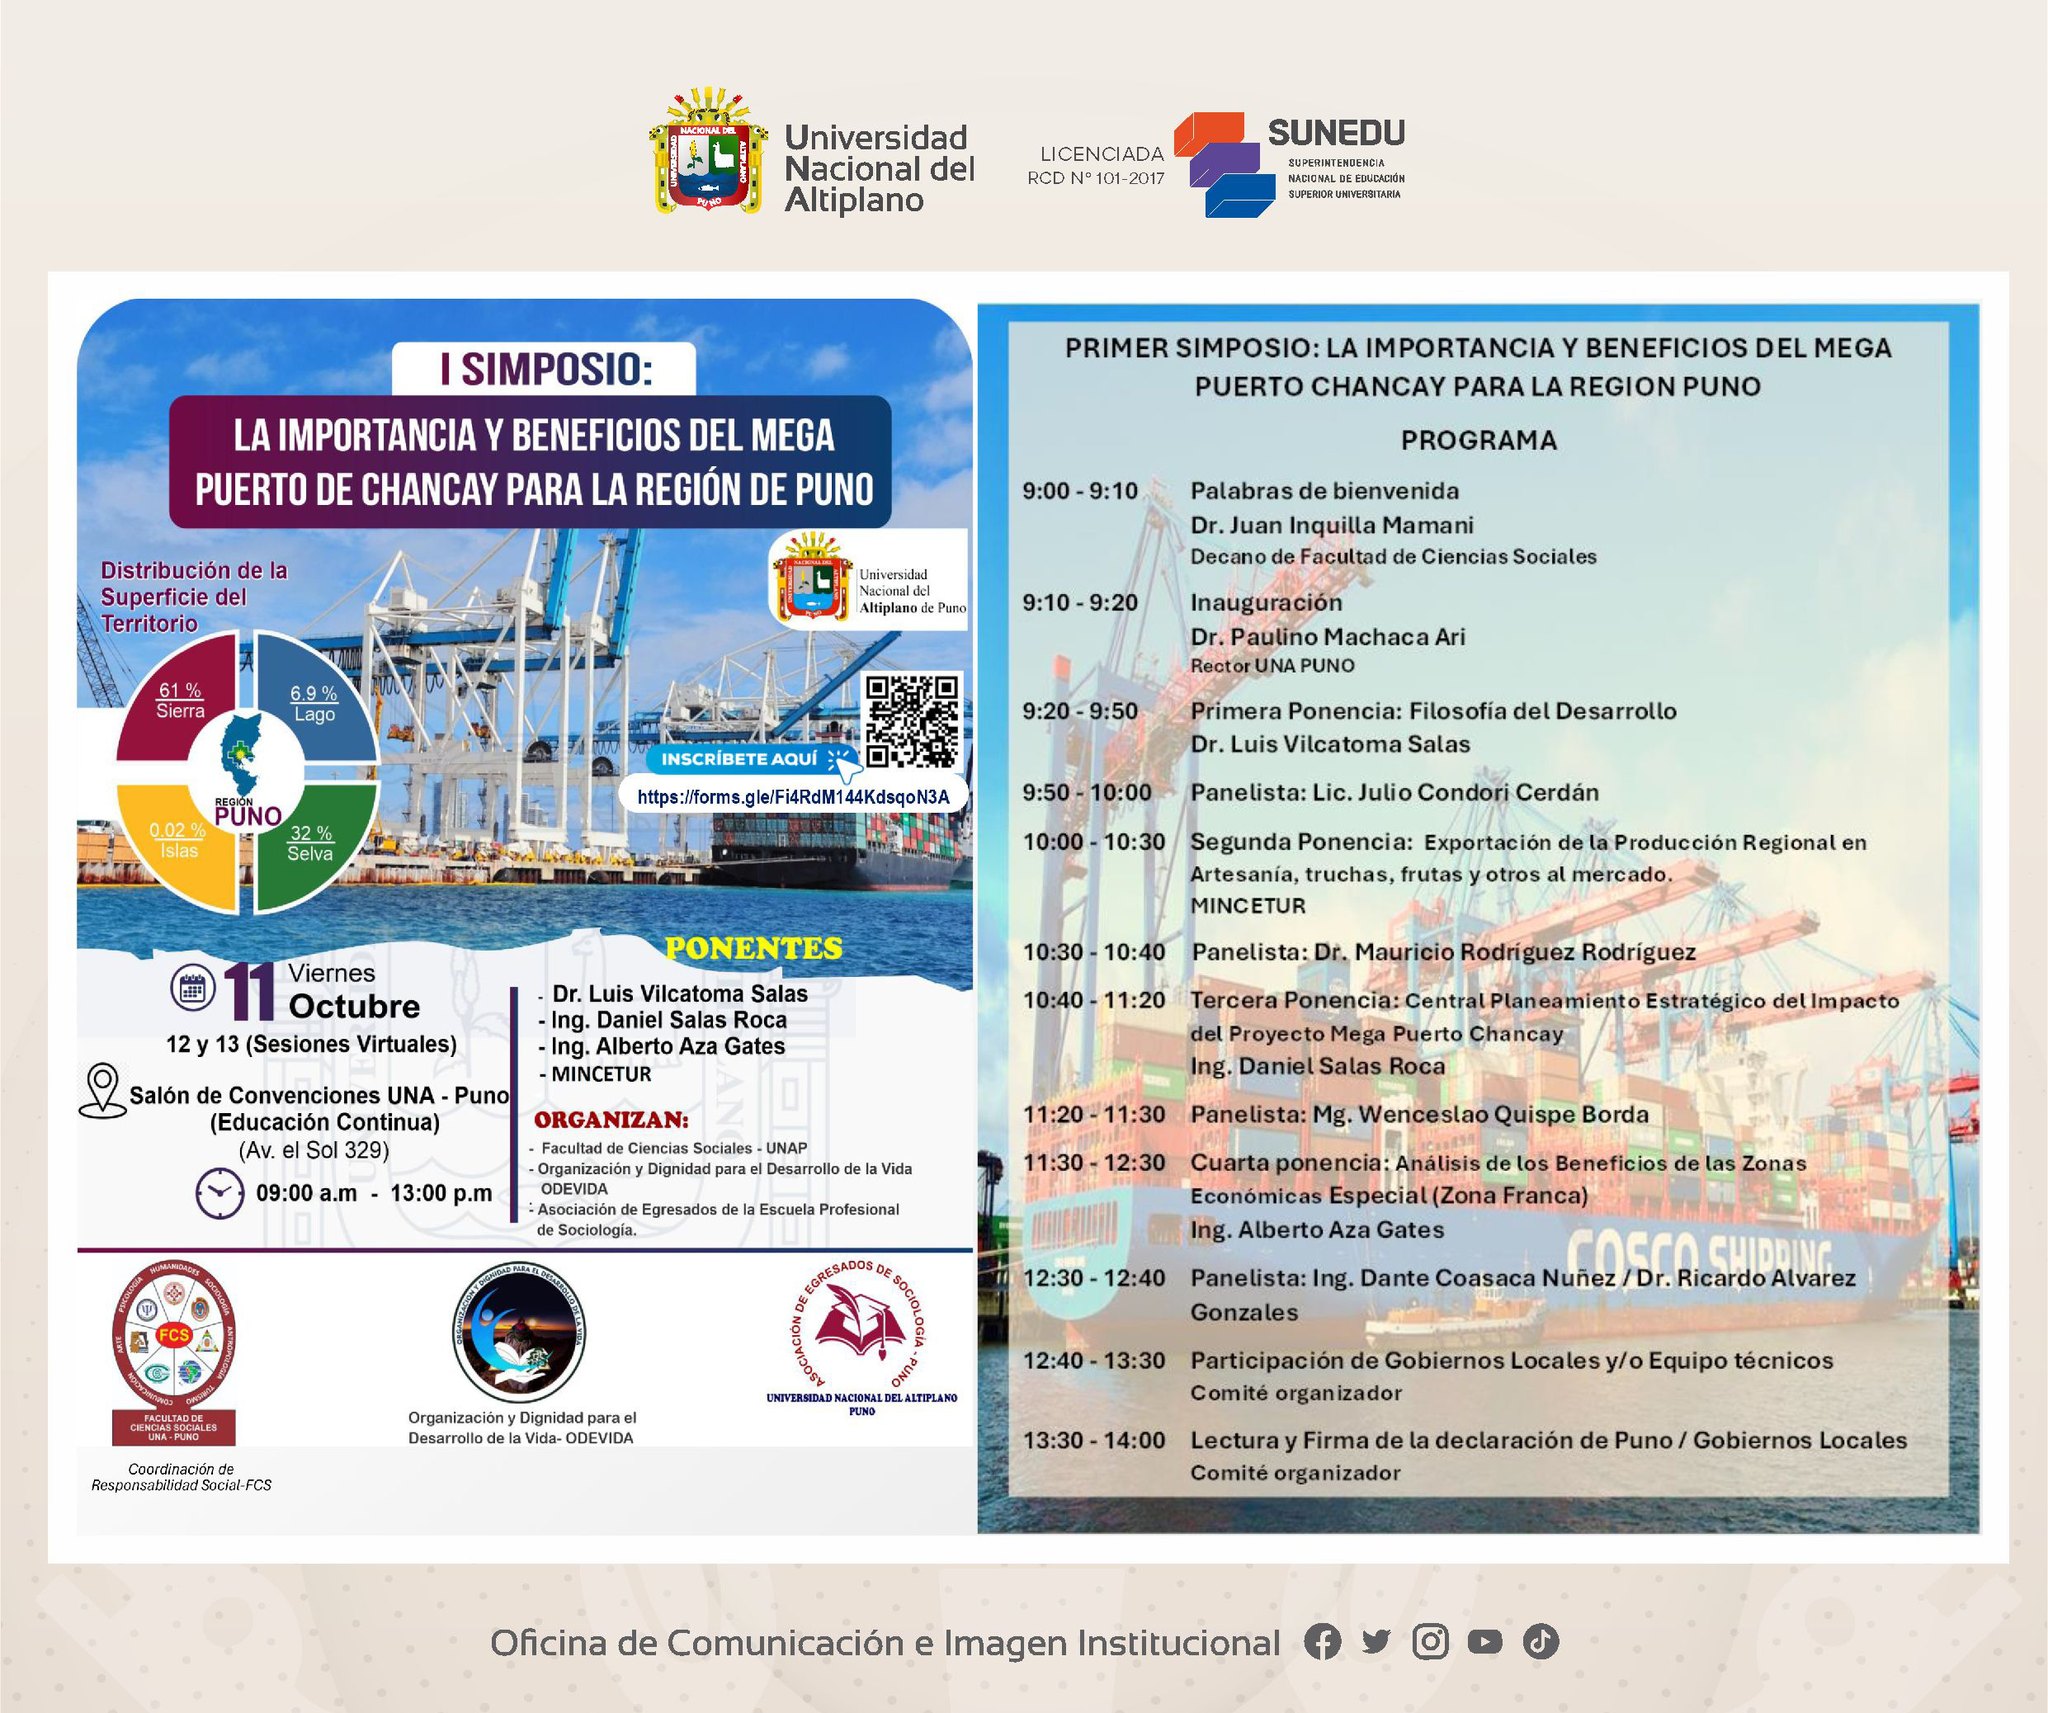 Universidad
Nacional del
Altiplano
LICENCIADA
RCD N° 101-2017
SUNEDU
SUPERINTENDENCIA
NACIONAL DE EDUCACIÓN
SUPERIOR UNIVERSITARIA
I SIMPOSIO:
LA IMPORTANCIA Y BENEFICIOS DEL MEGA
PUERTO DE CHANCAY PARA LA REGIÓN DE PUNO
Distribución de la
Superficie del
Territorio
61 %
Sierra
6.9 %
Lago
REGIÓN
PUNO
0.02 %
Islas
32 %
Selva
Universidad
Nacional del
Altiplano de Puno
INSCRÍBETE AQUÍ
https://forms.gle/Fi4RdM144KdsqoN3A
11 Viernes
Octubre
12 y 13 (Sesiones Virtuales)
Salón de Convenciones UNA - Puno
(Educación Continua)
(Av. el Sol 329)
09:00 a.m - 13:00 p.m
PONENTES
- Dr. Luis Vilcatoma Salas
- Ing. Daniel Salas Roca
- Ing. Alberto Aza Gates
- MINCETUR
ORGANIZAN:
- Facultad de Ciencias Sociales - UNAP
- Organización y Dignidad para el Desarrollo de la Vida
ODEVIDA
- Asociación de Egresados de la Escuela Profesional
de Sociología.
PSICOLOGÍA HUMANIDADES SOCIOLOGÍA ANTROPOLOGÍA TURISMO COMUNICACIÓN ARTE
FCS
FACULTAD DE
CIENCIAS SOCIALES
UNA - PUNO
Coordinación de
Responsabilidad Social-FCS
ORGANIZACIÓN Y DIGNIDAD PARA EL DESARROLLO DE LA VIDA
Organización y Dignidad para el
Desarrollo de la Vida- ODEVIDA
ASOCIACIÓN DE EGRESADOS DE SOCIOLOGÍA - PUNO
UNIVERSIDAD NACIONAL DEL ALTIPLANO
PUNO
PRIMER SIMPOSIO: LA IMPORTANCIA Y BENEFICIOS DEL MEGA
PUERTO CHANCAY PARA LA REGION PUNO
PROGRAMA
9:00 - 9:10 Palabras de bienvenida
Dr. Juan Inquilla Mamani
Decano de Facultad de Ciencias Sociales
9:10 - 9:20 Inauguración
Dr. Paulino Machaca Ari
Rector UNA PUNO
9:20 - 9:50 Primera Ponencia: Filosofía del Desarrollo
Dr. Luis Vilcatoma Salas
9:50 - 10:00 Panelista: Lic. Julio Condori Cerdán
10:00 - 10:30 Segunda Ponencia: Exportación de la Producción Regional en
Artesanía, truchas, frutas y otros al mercado.
MINCETUR
10:30 - 10:40 Panelista: Dr. Mauricio Rodríguez Rodríguez
10:40 - 11:20 Tercera Ponencia: Central Planeamiento Estratégico del Impacto
del Proyecto Mega Puerto Chancay
Ing. Daniel Salas Roca
11:20 - 11:30 Panelista: Mg. Wenceslao Quispe Borda
11:30 - 12:30 Cuarta ponencia: Análisis de los Beneficios de las Zonas
Económicas Especial (Zona Franca)
Ing. Alberto Aza Gates
COSCO SHIPPING
12:30 - 12:40 Panelista: Ing. Dante Coasaca Nuñez / Dr. Ricardo Alvarez
Gonzales
12:40 - 13:30 Participación de Gobiernos Locales y/o Equipo técnicos
Comité organizador
13:30 - 14:00 Lectura y Firma de la declaración de Puno / Gobiernos Locales
Comité organizador
Oficina de Comunicación e Imagen Institucional